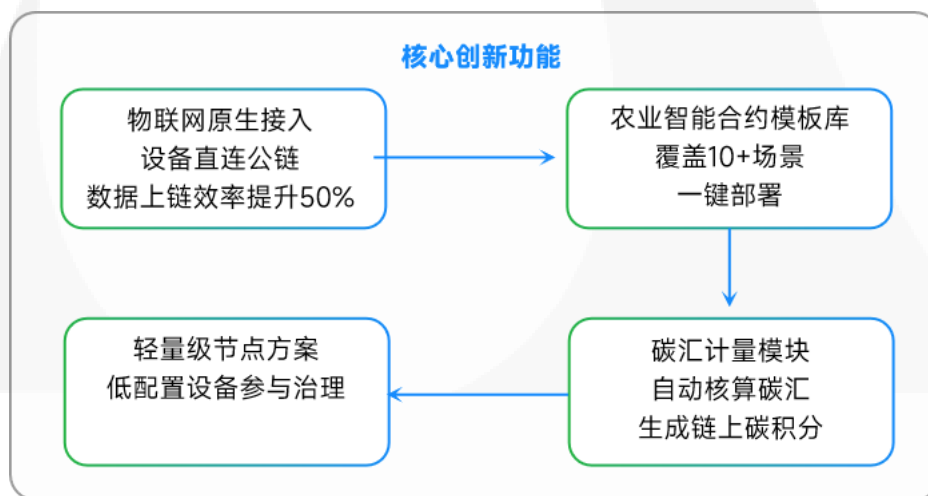 核心创新功能
物联网原生接入
设备直连公链
数据上链效率提升50%
农业智能合约模板库
覆盖10+场景
一键部署
碳汇计量模块
自动核算碳汇
生成链上碳积分
轻量级节点方案
低配置设备参与治理